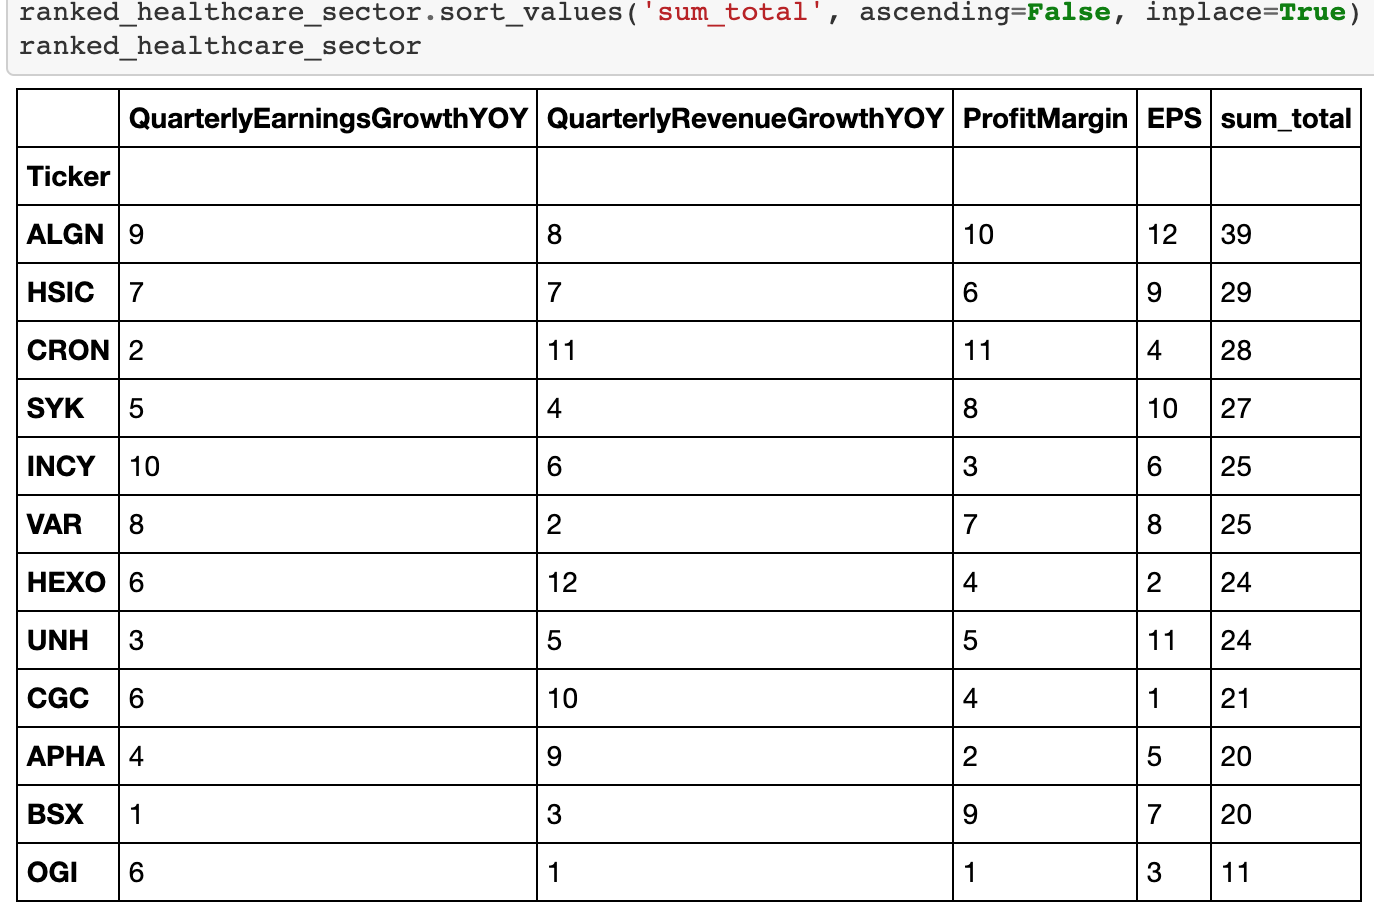 ranked_healthcare_sector.sort_values('sum_total', ascending=False, inplace=True)
ranked_healthcare_sector
QuarterlyEarningsGrowthYOY QuarterlyRevenueGrowthYOY ProfitMargin EPS sum_total
Ticker
ALGN 9 8 10 12 39
HSIC 7 7 6 9 29
CRON 2 11 11 4 28
SYK 5 4 8 10 27
INCY 10 6 3 6 25
VAR 8 2 7 8 25
HEXO 6 12 4 2 24
UNH 3 5 5 11 24
CGC 6 10 4 1 21
APHA 4 9 2 5 20
BSX 1 3 9 7 20
OGI 6 1 1 3 11